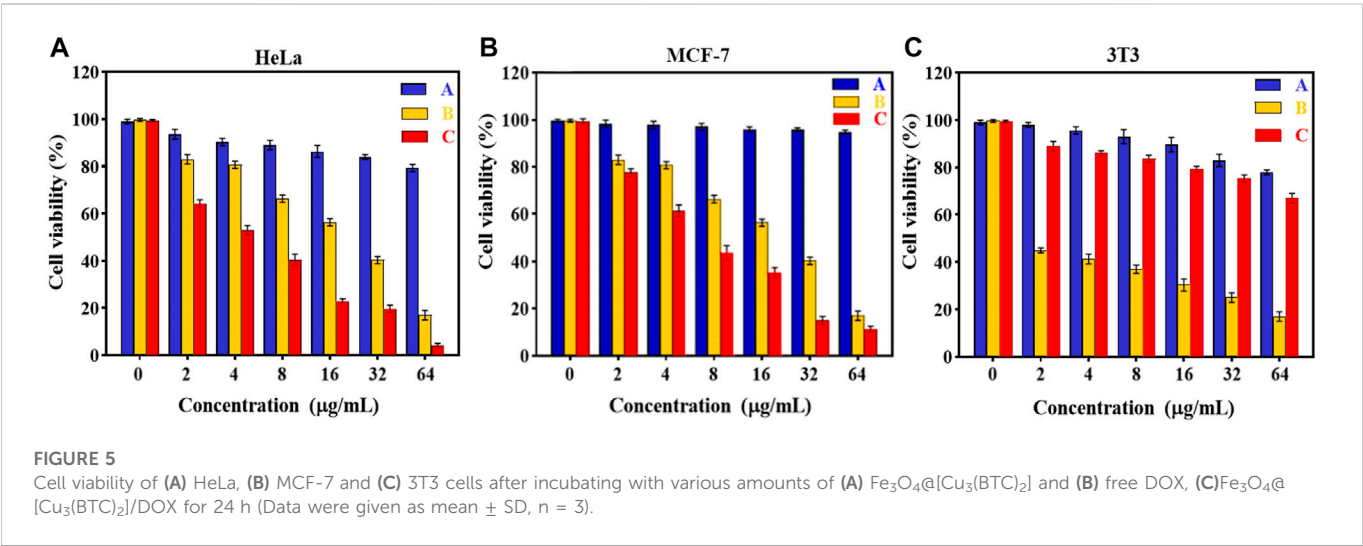 A
HeLa
120
100
80
60
40
20
0
Cell viability (%)
A
B
C
0 2 4 8 16 32 64
Concentration (µg/mL)
B
MCF-7
120
100
80
60
40
20
0
Cell viability (%)
A
B
C
0 2 4 8 16 32 64
Concentration (µg/mL)
C
3T3
120
100
80
60
40
20
0
Cell viability (%)
A
B
C
0 2 4 8 16 32 64
Concentration (µg/mL)
FIGURE 5
Cell viability of (A) HeLa, (B) MCF-7 and (C) 3T3 cells after incubating with various amounts of (A) Fe₃O₄@[Cu₃(BTC)₂] and (B) free DOX, (C)Fe₃O₄@
[Cu₃(BTC)₂]/DOX for 24 h (Data were given as mean ± SD, n = 3).